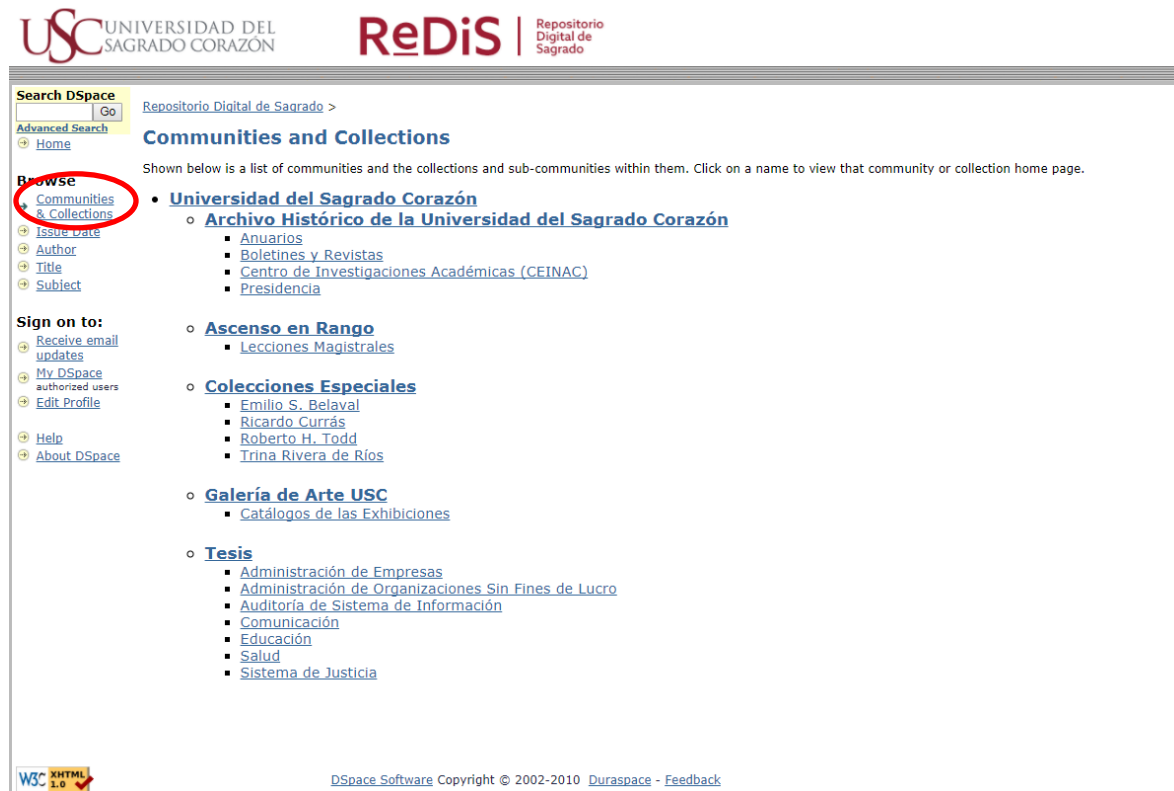 USC UNIVERSIDAD DEL
SAGRADO CORAZÓN
ReDiS
Repositorio
Digital de
Sagrado
Search DSpace
Go
Advanced Search
Home
Browse
Communities
& Collections
Issue Date
Author
Title
Subject
Sign on to:
Receive email
updates
My DSpace
authorized users
Edit Profile
Help
About DSpace
Repositorio Digital de Sagrado >
Communities and Collections
Shown below is a list of communities and the collections and sub-communities within them. Click on a name to view that community or collection home page.
Universidad del Sagrado Corazón
Archivo Histórico de la Universidad del Sagrado Corazón
Anuarios
Boletines y Revistas
Centro de Investigaciones Académicas (CEINAC)
Presidencia
Ascenso en Rango
Lecciones Magistrales
Colecciones Especiales
Emilio S. Belaval
Ricardo Currás
Roberto H. Todd
Trina Rivera de Ríos
Galería de Arte USC
Catálogos de las Exhibiciones
Tesis
Administración de Empresas
Administración de Organizaciones Sin Fines de Lucro
Auditoría de Sistema de Información
Comunicación
Educación
Salud
Sistema de Justicia
W3C XHTML
1.0
DSpace Software Copyright © 2002-2010 Duraspace - Feedback